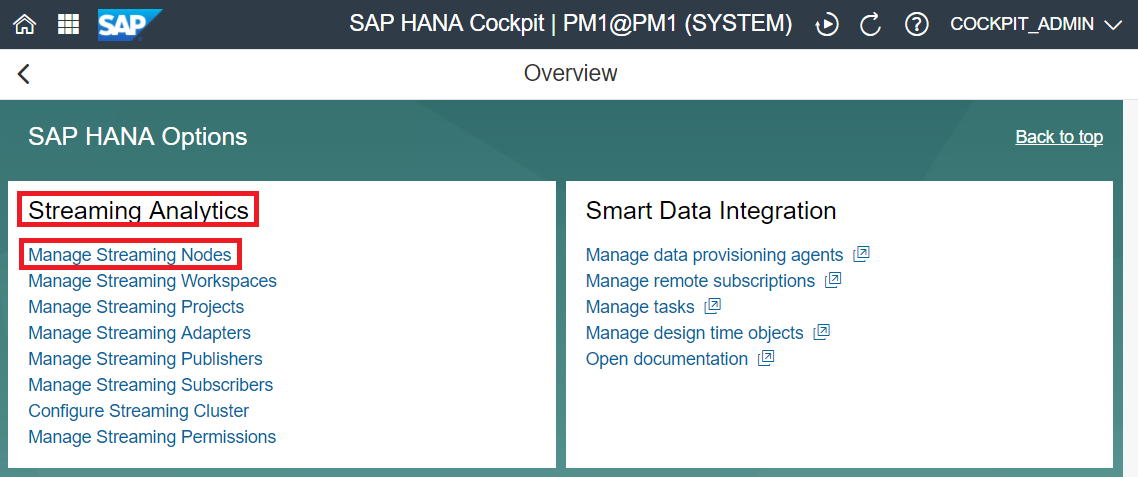 SAP SAP HANA Cockpit | PM1@PM1 (SYSTEM) COCKPIT_ADMIN
Overview
SAP HANA Options
Back to top
Streaming Analytics
Manage Streaming Nodes
Manage Streaming Workspaces
Manage Streaming Projects
Manage Streaming Adapters
Manage Streaming Publishers
Manage Streaming Subscribers
Configure Streaming Cluster
Manage Streaming Permissions
Smart Data Integration
Manage data provisioning agents
Manage remote subscriptions
Manage tasks
Manage design time objects
Open documentation